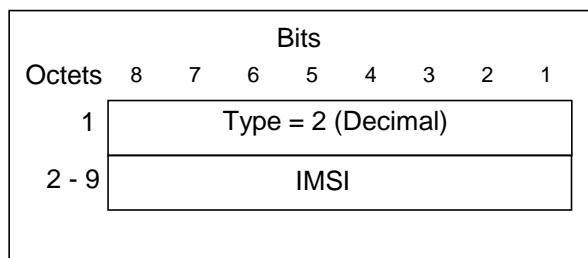 Bits
Octets 8 7 6 5 4 3 2 1
1 Type = 2 (Decimal)
2 - 9 IMSI